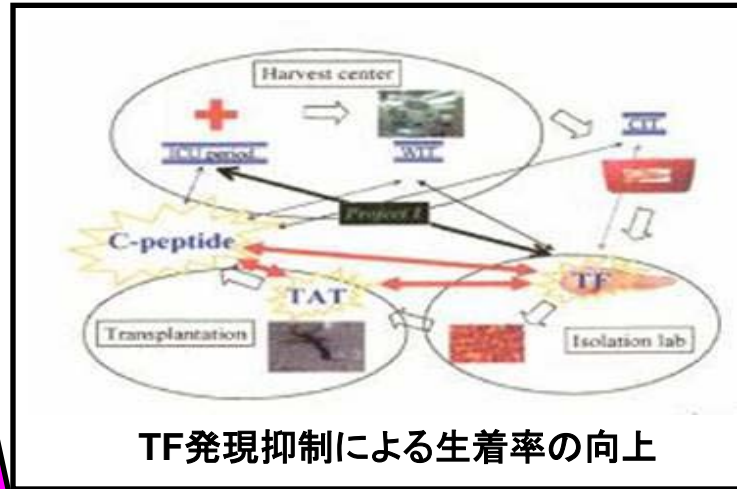 Harvest center
ICU period
WIT
CIT
Project 1
C-peptide
TF
TAT
Transplantation
Isolation lab
TF発現抑制による生着率の向上